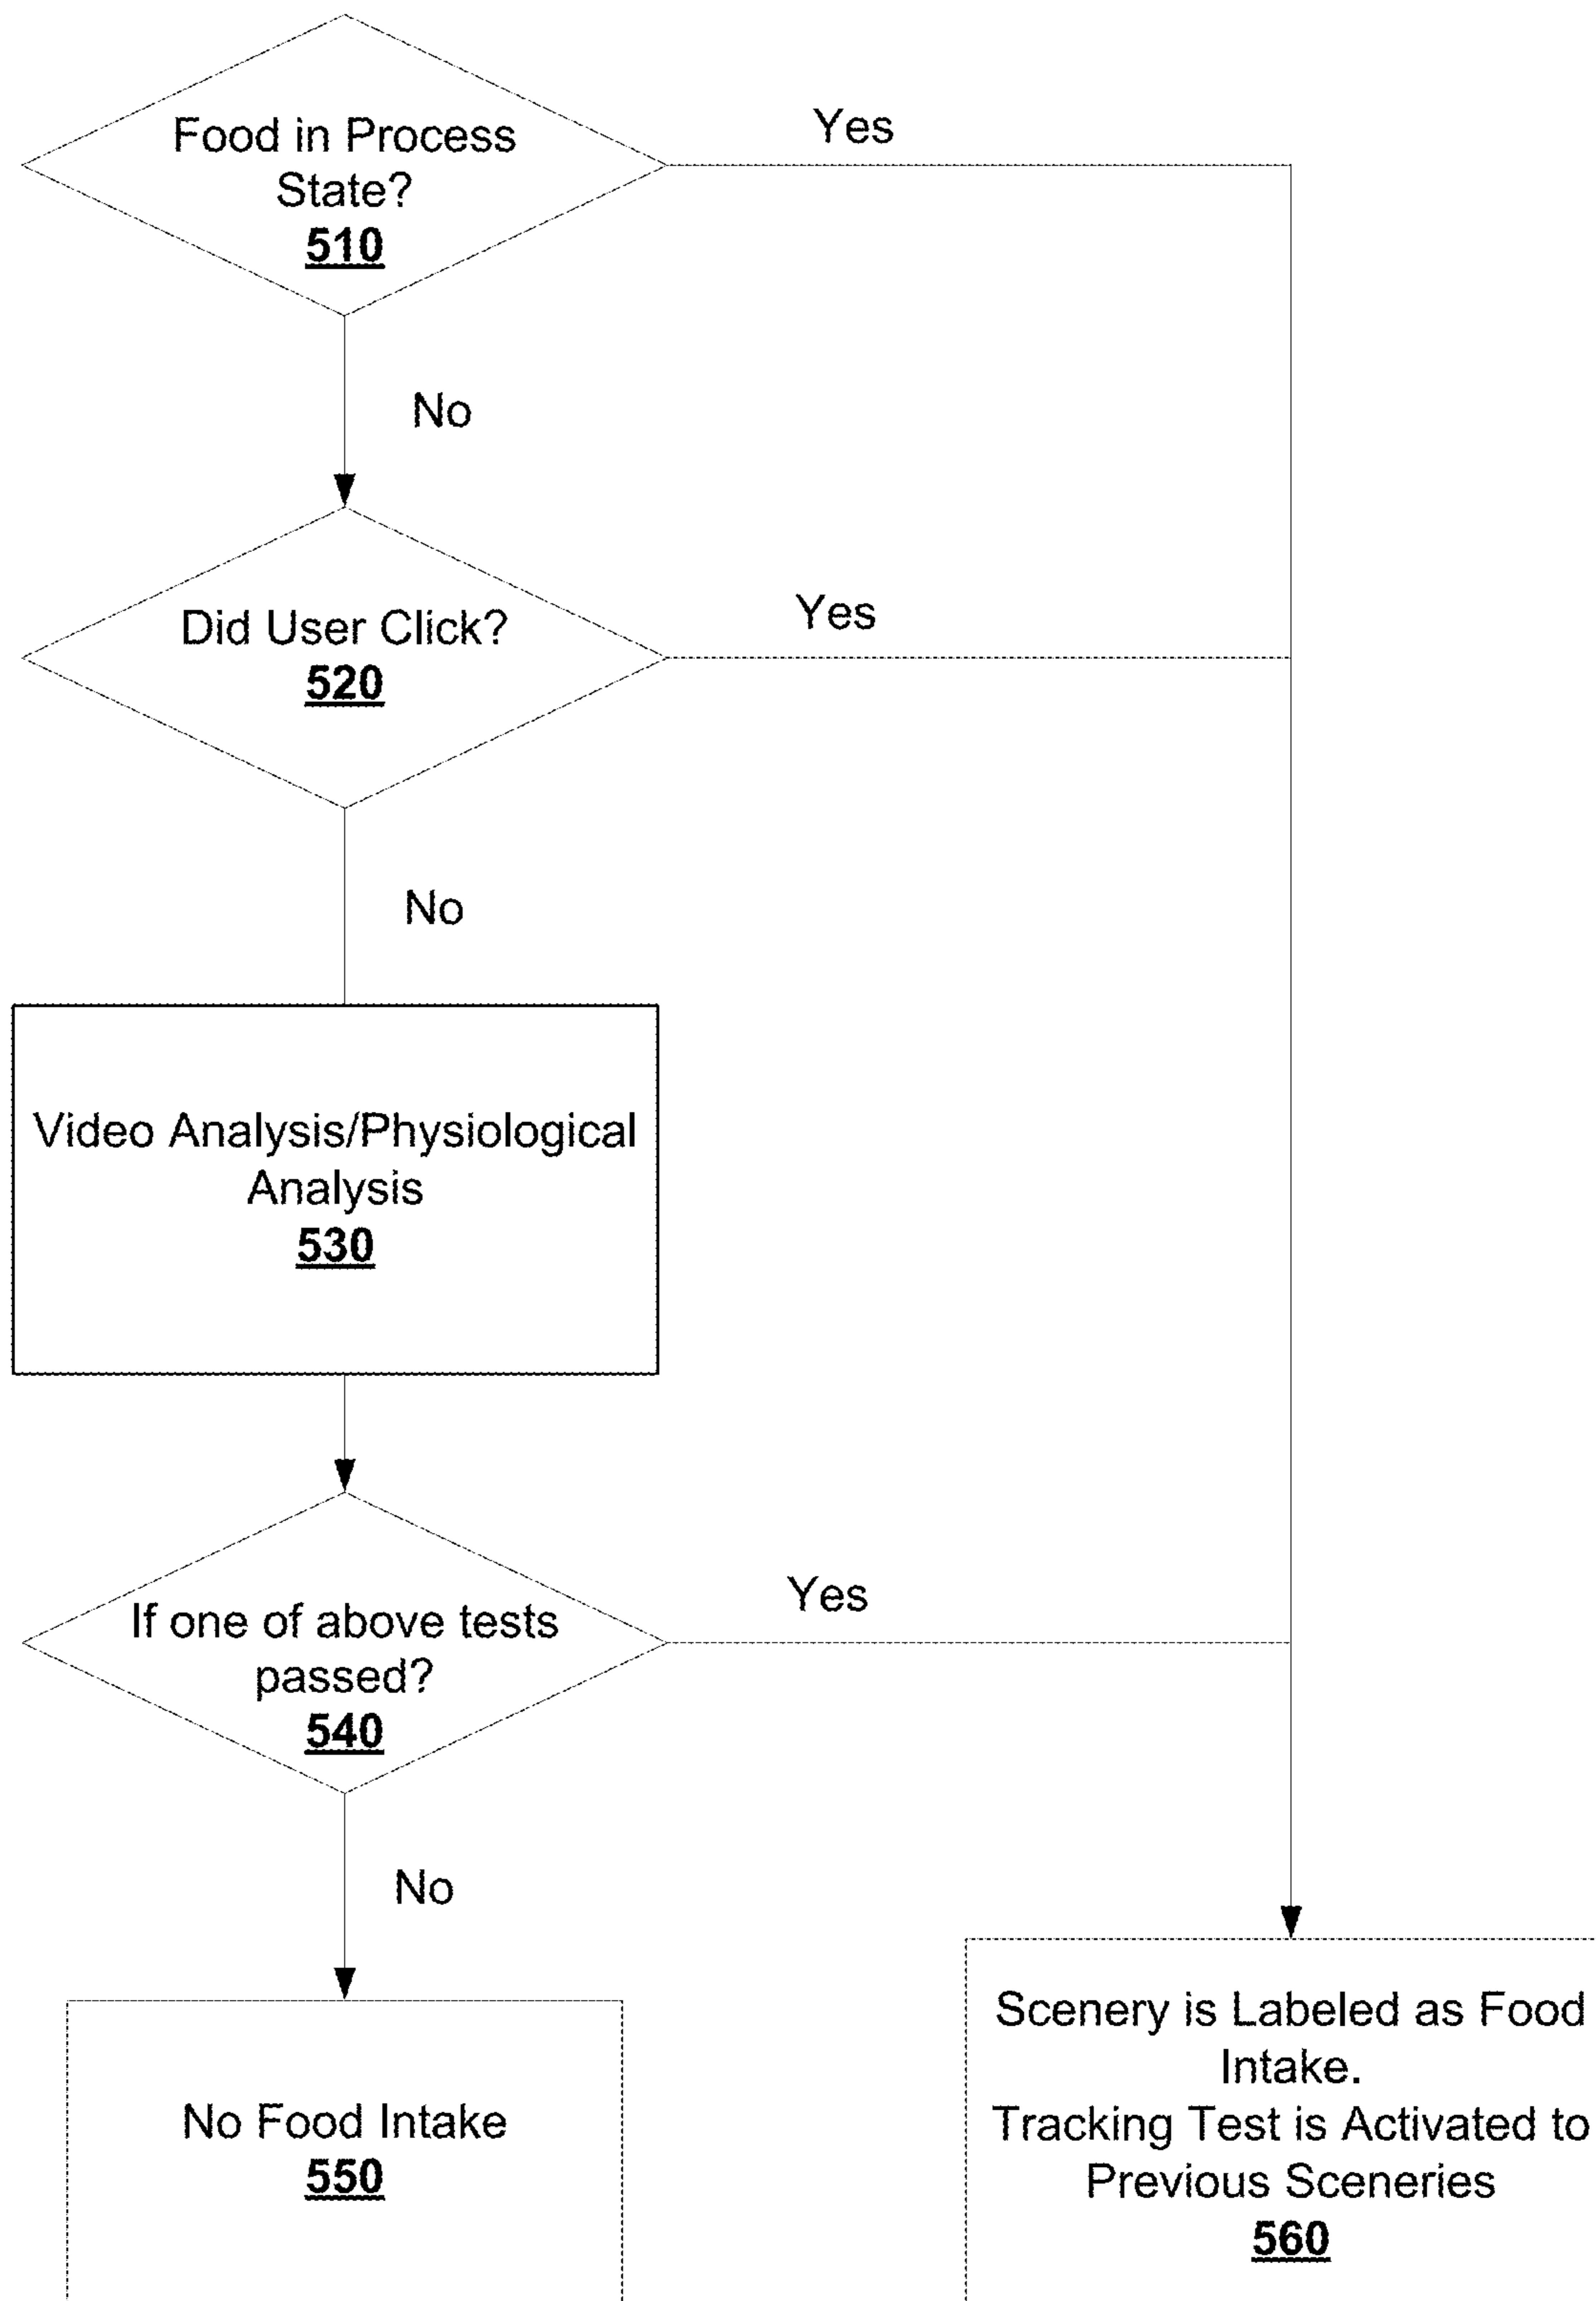 Food in Process
State?
510
Yes
No
Did User Click?
520
Yes
No
Video Analysis/Physiological
Analysis
530
If one of above tests
passed?
540
Yes
No
No Food Intake
550
Scenery is Labeled as Food
Intake.
Tracking Test is Activated to
Previous Sceneries
560